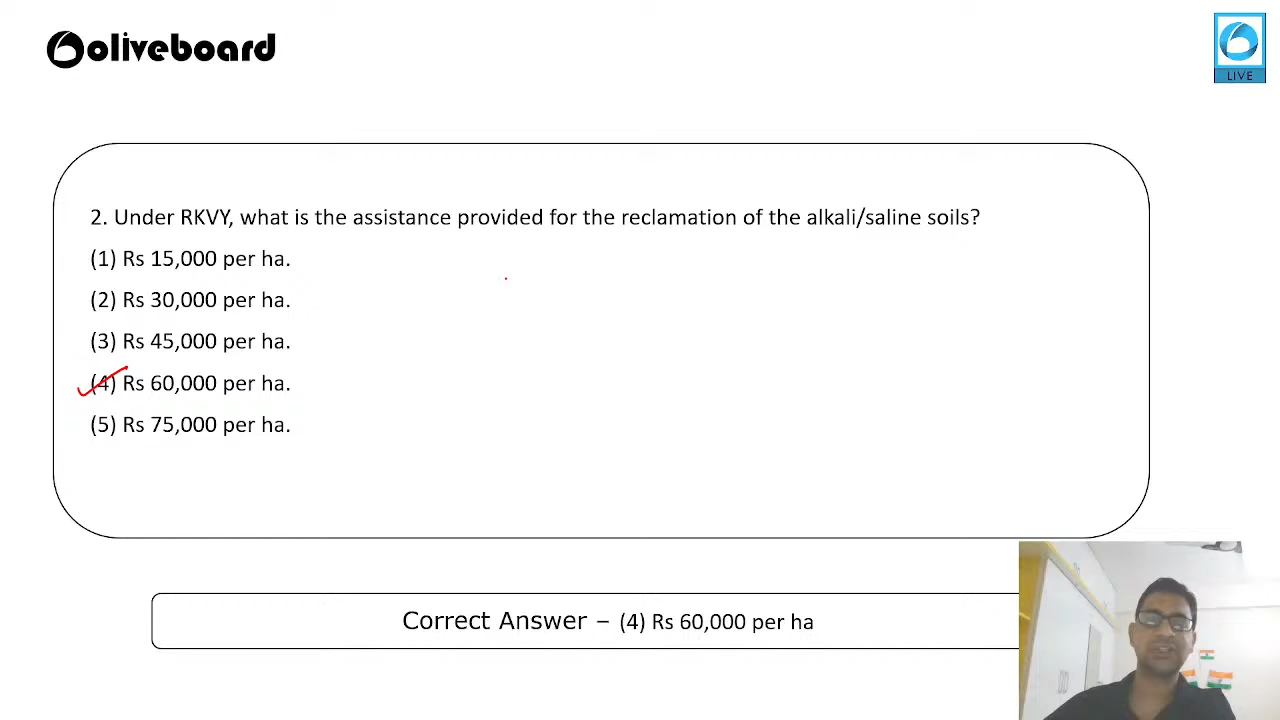 oliveboard
LIVE
2. Under RKVY, what is the assistance provided for the reclamation of the alkali/saline soils?
(1) Rs 15,000 per ha.
(2) Rs 30,000 per ha.
(3) Rs 45,000 per ha.
(4) Rs 60,000 per ha.
(5) Rs 75,000 per ha.
Correct Answer – (4) Rs 60,000 per ha